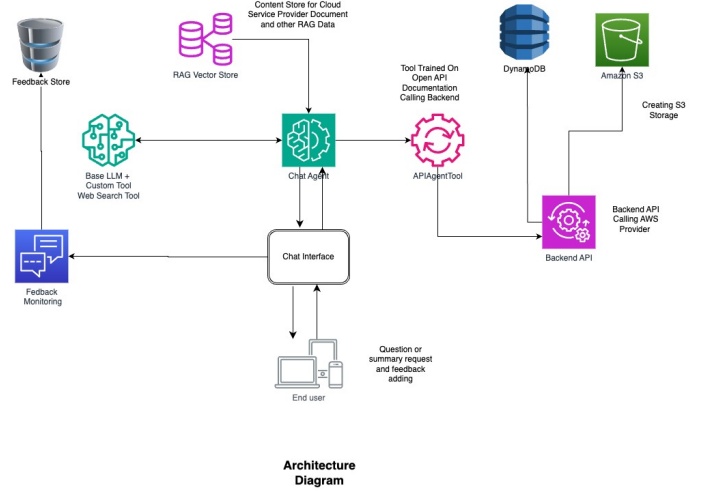 Content Store for Cloud
Service Provider Document
and other RAG Data
Feedback Store
RAG Vector Store
Tool Trained On
Open API
Documentation
Calling Backend
DynamoDB
Amazon S3
Creating S3
Storage
Base LLM +
Custom Tool
Web Search Tool
Chat Agent
APIAgentTool
Backend API
Calling AWS
Provider
Chat Interface
Backend API
Fedback
Monitoring
Question or
summary request
and feedback
adding
End user
Architecture
Diagram